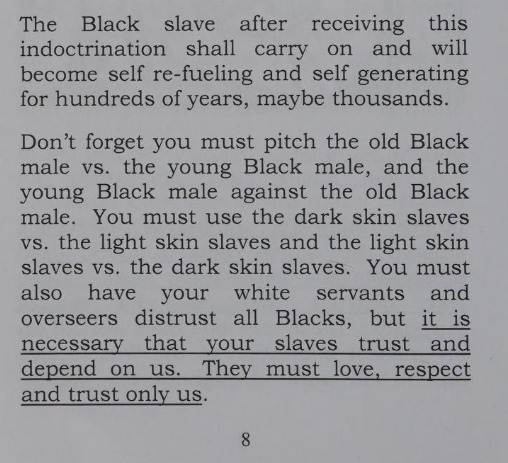 The Black slave after receiving this
indoctrination shall carry on and will
become self re-fueling and self generating
for hundreds of years, maybe thousands.
Don't forget you must pitch the old Black
male vs. the young Black male, and the
young Black male against the old Black
male. You must use the dark skin slaves
vs. the light skin slaves and the light skin
slaves vs. the dark skin slaves. You must
also have your white servants and
overseers distrust all Blacks, but it is
necessary that your slaves trust and
depend on us. They must love, respect
and trust only us.
8